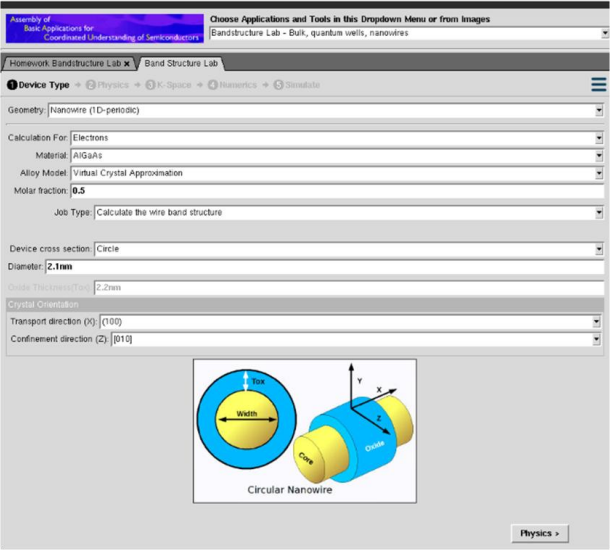 Assembly of
Basic Applications for
Coordinated Understanding of Semiconductors
Choose Applications and Tools in this Dropdown Menu or from Images
Bandstructure Lab - Bulk, quantum wells, nanowires
Homework Bandstructure Lab x Band Structure Lab
1 Device Type → 2 Physics → 3 K-Space → 4 Numerics → 5 Simulate
Geometry: Nanowire (1D-periodic)
Calculation For: Electrons
Material: AlGaAs
Alloy Model: Virtual Crystal Approximation
Molar fraction: 0.5
Job Type: Calculate the wire band structure
Device cross section: Circle
Diameter: 2.1nm
Oxide Thickness(Tox): 2.2nm
Crystal Orientation
Transport direction (X): (100)
Confinement direction (Z): [010]
Tox
Width
Y
X
Z
Core
Oxide
Circular Nanowire
Physics >